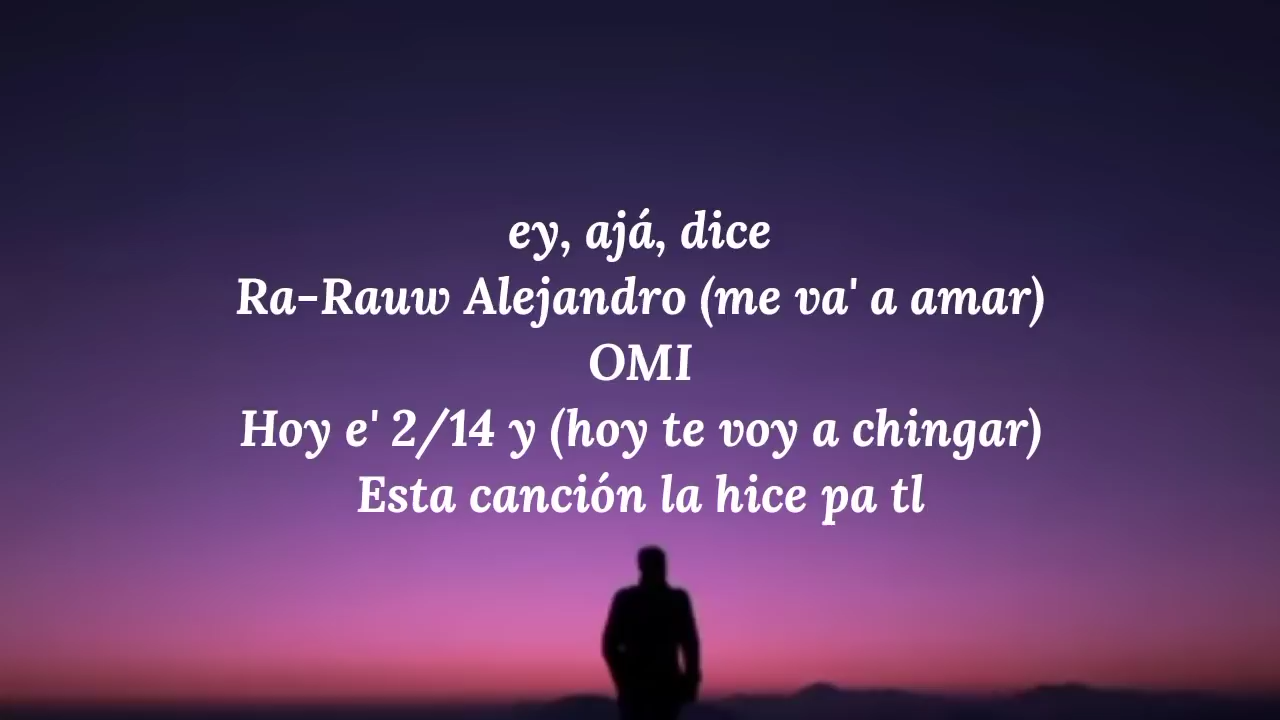 ey, ajá, dice
Ra-Rauw Alejandro (me va' a amar)
OMI
Hoy e' 2/14 y (hoy te voy a chingar)
Esta canción la hice pa tl